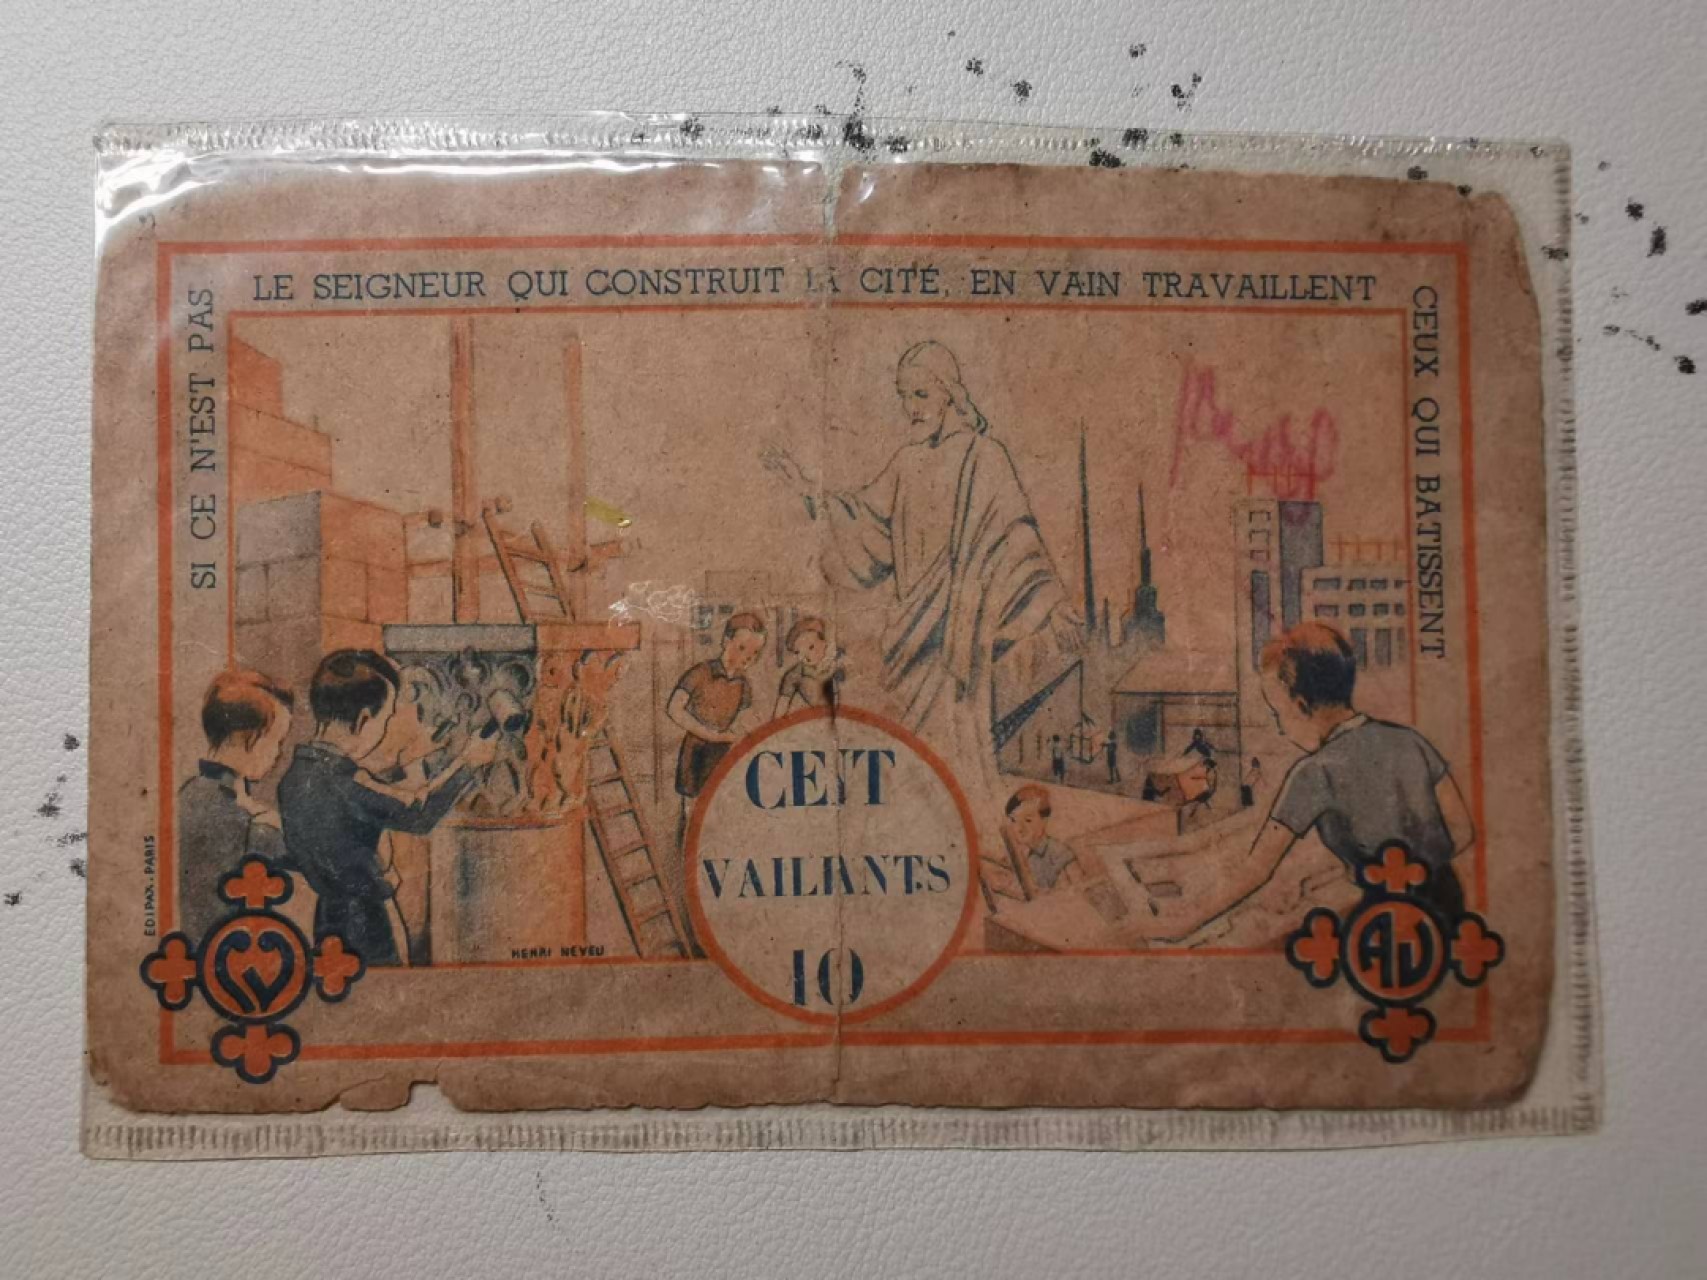 SI CE N'EST PAS
LE SEIGNEUR QUI CONSTRUIT LA CITÉ, EN VAIN TRAVAILLENT
CEUX QUI BATISSENT
CENT
VAILLANTS
10
EDIPAX.PARIS
HENRI NEVEU
AJ